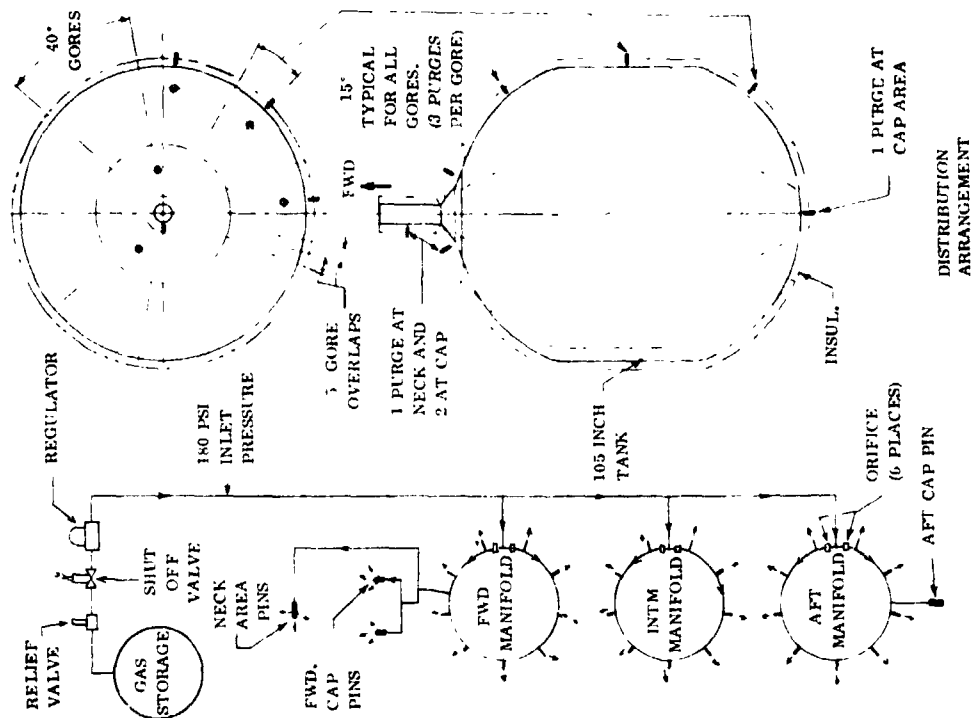 40°
GORES
15°
TYPICAL
FOR ALL
GORES.
(3 PURGES
PER GORE)
FWD
GORE
OVERLAPS
1 PURGE AT
NECK AND
2 AT CAP
105 INCH
TANK
INSUL.
1 PURGE AT
CAP AREA
DISTRIBUTION
ARRANGEMENT
REGULATOR
180 PSI
INLET
PRESSURE
RELIEF
VALVE
GAS
STORAGE
SHUT
OFF
VALVE
NECK
AREA
PINS
FWD.
CAP
PINS
FWD
MANIFOLD
INTM
MANIFOLD
AFT
MANIFOLD
ORIFICE
(6 PLACES)
AFT CAP PIN